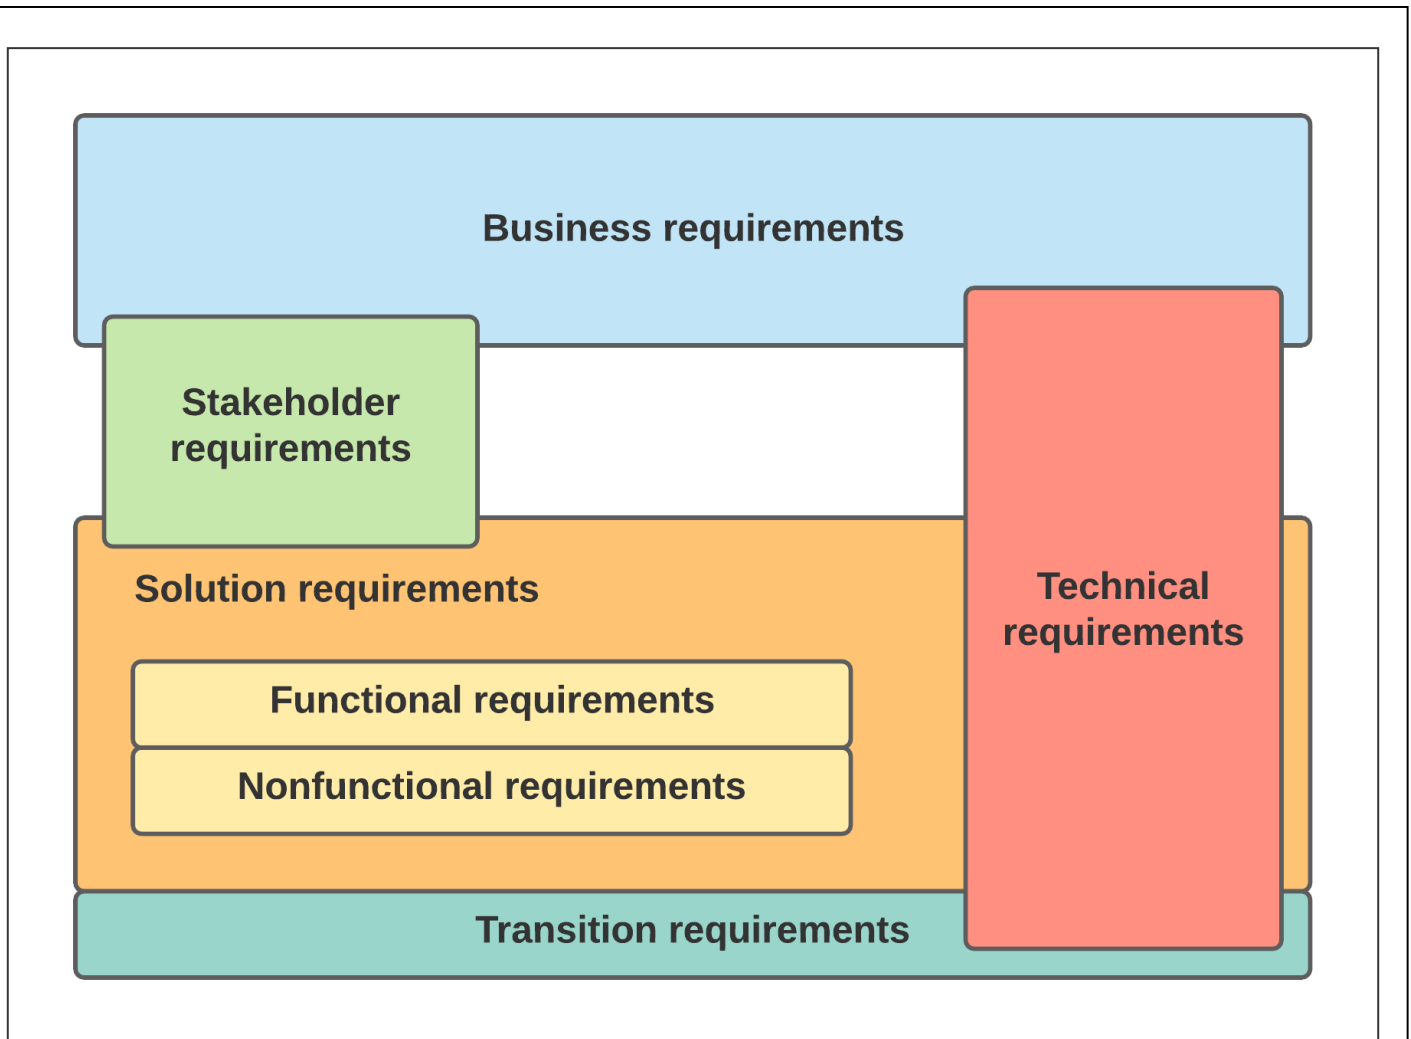 Business requirements
Stakeholder
requirements
Solution requirements
Technical
requirements
Functional requirements
Nonfunctional requirements
Transition requirements